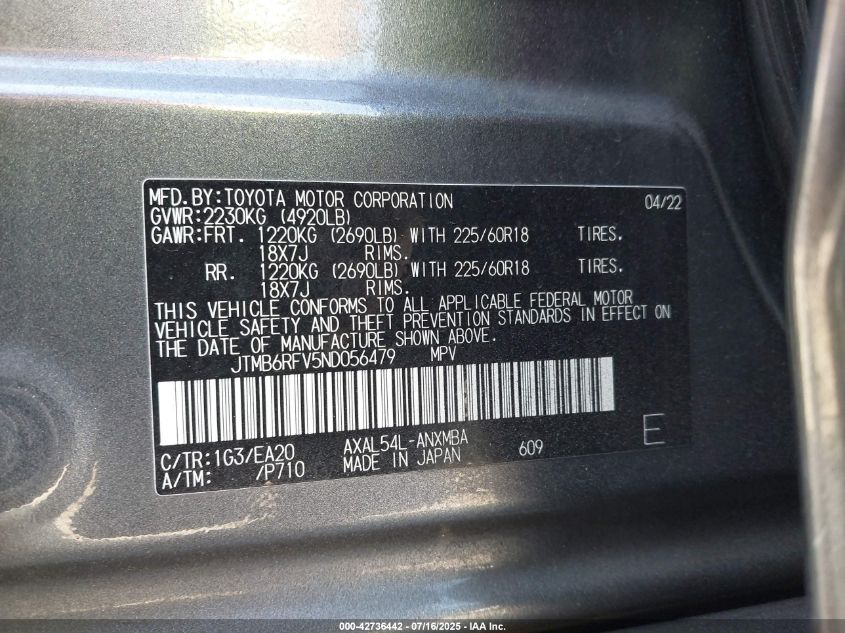 MFD.BY:TOYOTA MOTOR CORPORATION 04/22
GVWR:2230KG (4920LB)
GAWR:FRT. 1220KG (2690LB) WITH 225/60R18 TIRES.
18X7J RIMS.
RR. 1220KG (2690LB) WITH 225/60R18 TIRES.
18X7J RIMS.
THIS VEHICLE CONFORMS TO ALL APPLICABLE FEDERAL MOTOR
VEHICLE SAFETY AND THEFT PREVENTION STANDARDS IN EFFECT ON
THE DATE OF MANUFACTURE SHOWN ABOVE.
JTMB6RFV5ND056479 MPV
C/TR:1G3/EA20 AXAL54L-ANXMBA 609 E
A/TM: /P710 MADE IN JAPAN
000-42736442 - 07/16/2025 - IAA Inc.